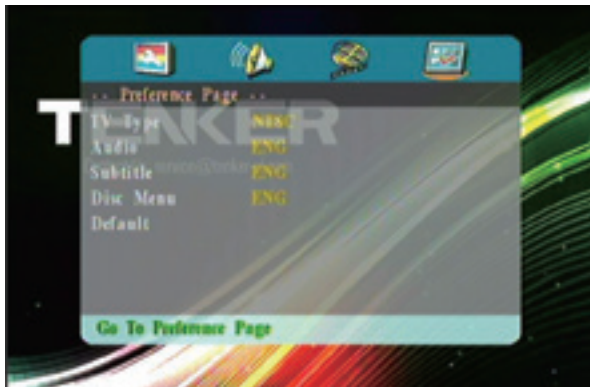 -- Preference Page --
TENKER
TV Type NTSC
Audio ENG
Subtitle ENG
Disc Menu ENG
Default
Go To Preference Page